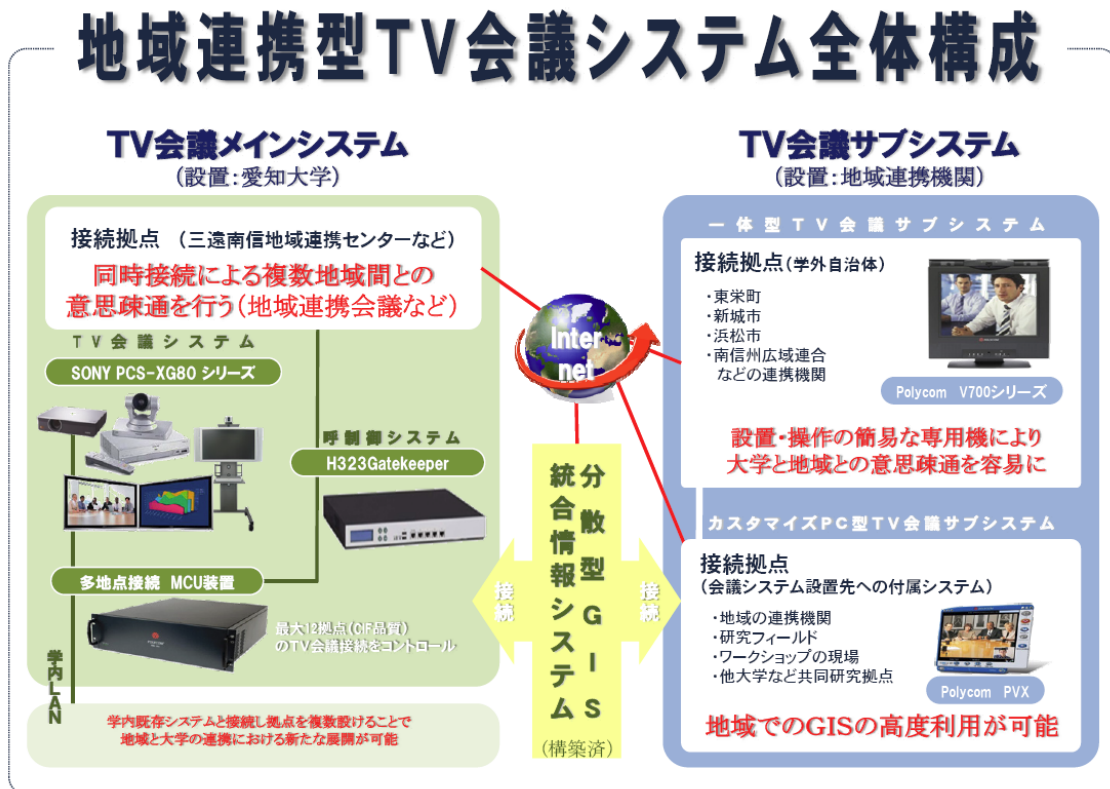 地域連携型TV会議システム全体構成
TV会議メインシステム
(設置:愛知大学)
接続拠点 (三遠南信地域連携センターなど)
同時接続による複数地域間との
意思疎通を行う(地域連携会議など)
TV会議システム
SONY PCS-XG80 シリーズ
呼制御システム
H323Gatekeeper
多地点接続 MCU装置
最大12拠点(CIF品質)
のTV会議接続をコントロール
学内LAN
学内既存システムと接続し拠点を複数設けることで
地域と大学の連携における新たな展開が可能
Inter
net
分散型GIS
統合情報システム
(構築済)
接続
接続
TV会議サブシステム
(設置:地域連携機関)
一体型TV会議サブシステム
接続拠点(学外自治体)
・東栄町
・新城市
・浜松市
・南信州広域連合
などの連携機関
Polycom V700シリーズ
設置・操作の簡易な専用機により
大学と地域との意思疎通を容易に
カスタマイズPC型TV会議サブシステム
接続拠点
(会議システム設置先への付属システム)
・地域の連携機関
・研究フィールド
・ワークショップの現場
・他大学など共同研究拠点
Polycom PVX
地域でのGISの高度利用が可能